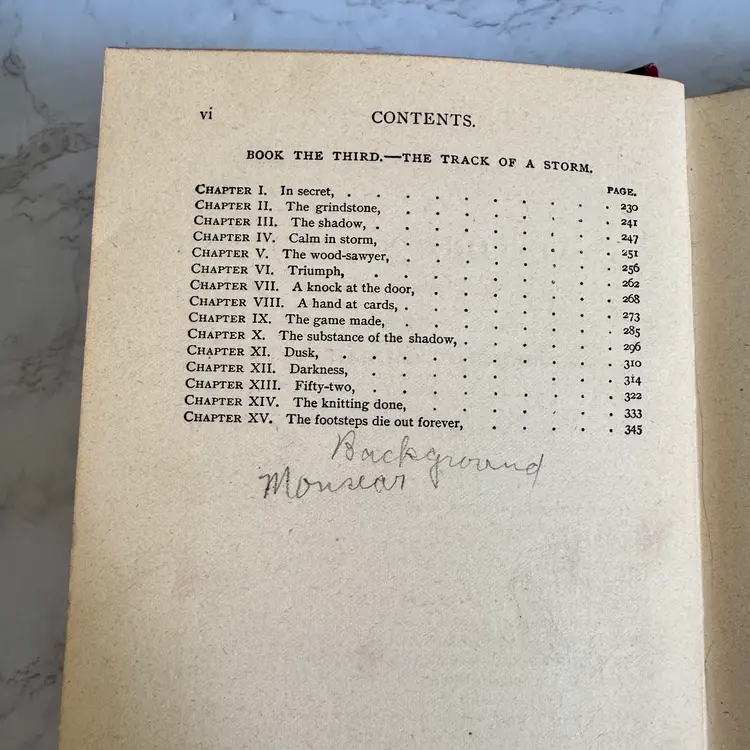 vi CONTENTS.
BOOK THE THIRD.—THE TRACK OF A STORM.
PAGE.
CHAPTER I. In secret, . . . . . . . . . 230
CHAPTER II. The grindstone, . . . . . . . . 241
CHAPTER III. The shadow, . . . . . . . . . 247
CHAPTER IV. Calm in storm, . . . . . . . . 251
CHAPTER V. The wood-sawyer, . . . . . . . . 256
CHAPTER VI. Triumph, . . . . . . . . . 262
CHAPTER VII. A knock at the door, . . . . . . . 268
CHAPTER VIII. A hand at cards, . . . . . . . . 273
CHAPTER IX. The game made, . . . . . . . . 285
CHAPTER X. The substance of the shadow, . . . . . . 296
CHAPTER XI. Dusk, . . . . . . . . . . 310
CHAPTER XII. Darkness, . . . . . . . . . 314
CHAPTER XIII. Fifty-two, . . . . . . . . . 322
CHAPTER XIV. The knitting done, . . . . . . . 333
CHAPTER XV. The footsteps die out forever, . . . . . 345
Background